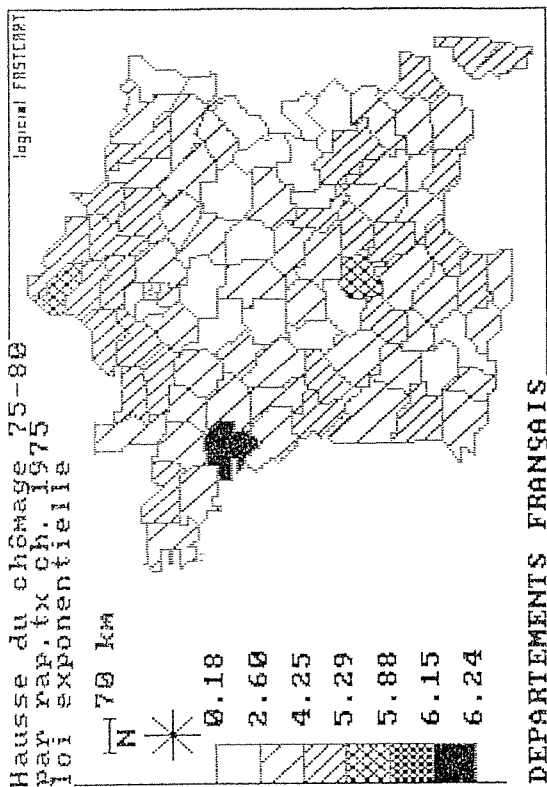 Hausse du chômage 75-80
par rap.tx ch. 1975
loi exponentielle
logiciel FASTCART
70 km
N
0.18
2.60
4.25
5.29
5.88
6.15
6.24
DEPARTEMENTS FRANÇAIS